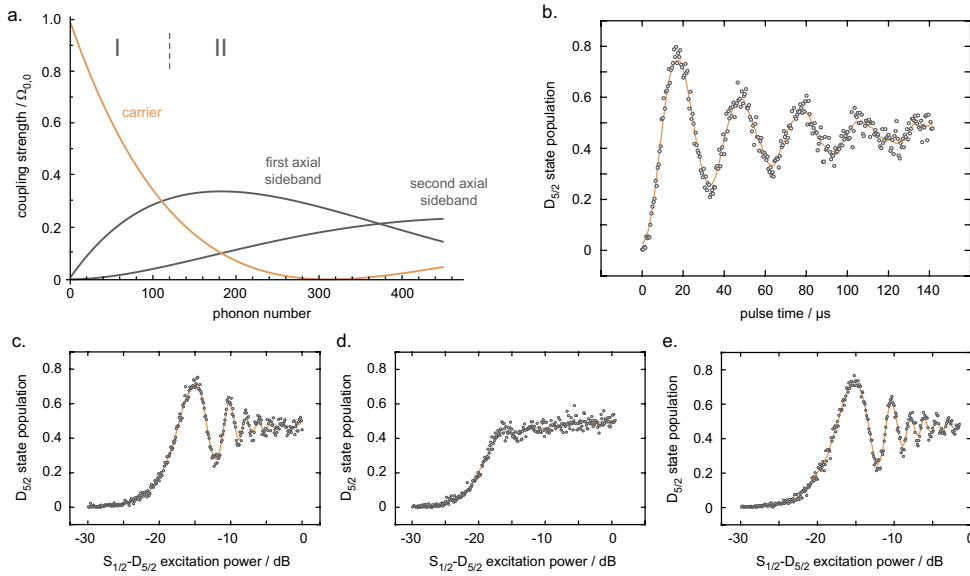 a.
coupling strength / Ω0,0
1.0
0.8
0.6
0.4
0.2
0
I
II
carrier
first axial
sideband
second axial
sideband
0
100
200
300
400
phonon number
b.
D5/2 state population
0.8
0.6
0.4
0.2
0
0
20
40
60
80
100
120
140
pulse time / µs
c.
D5/2 state population
0.8
0.6
0.4
0.2
0
-30
-20
-10
0
S1/2-D5/2 excitation power / dB
d.
0.8
0.6
0.4
0.2
0
-30
-20
-10
0
S1/2-D5/2 excitation power / dB
e.
D5/2 state population
0.8
0.6
0.4
0.2
0
-30
-20
-10
0
S1/2-D5/2 excitation power / dB